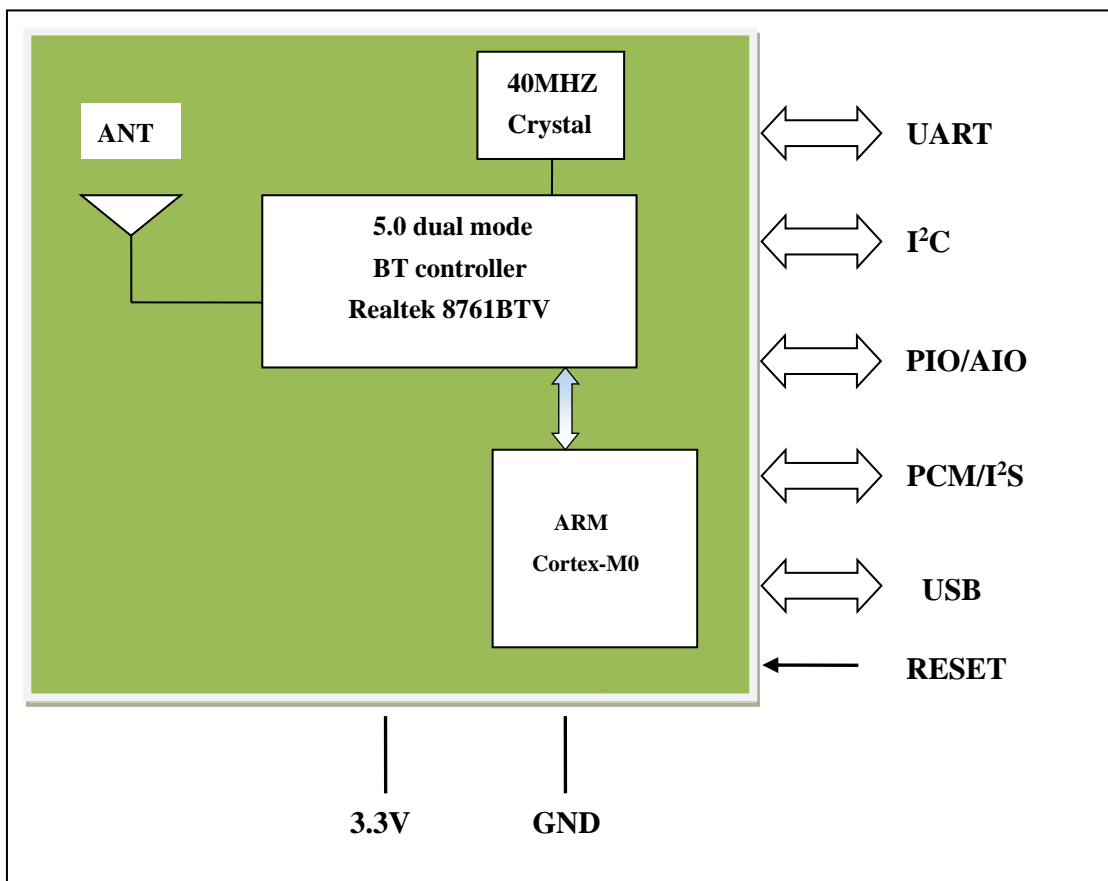 40MHZ
Crystal
ANT
UART
5.0 dual mode
BT controller
Realtek 8761BTV
I²C
PIO/AIO
PCM/I²S
ARM
Cortex-M0
USB
RESET
3.3V
GND